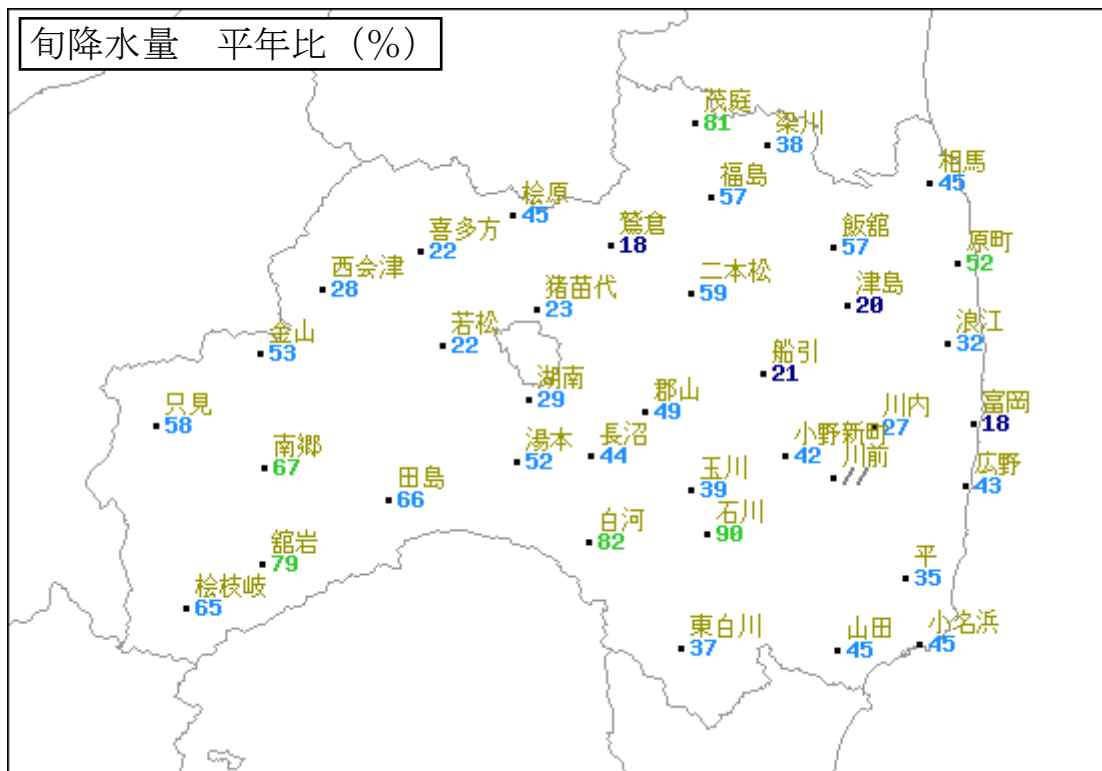 旬降水量 平年比（％）
茂庭
81
梁川
38
相馬
45
福島
57
桧原
45
喜多方
22
鷲倉
18
飯舘
57
原町
52
西会津
28
猪苗代
23
二本松
59
津島
20
金山
53
若松
22
浪江
32
船引
21
湖南
29
郡山
49
只見
58
川内
27
富岡
18
南郷
67
湯本
52
長沼
44
小野新町
42
川前
//
広野
43
田島
66
玉川
39
白河
82
石川
90
舘岩
79
桧枝岐
65
平
35
東白川
37
山田
45
小名浜
45